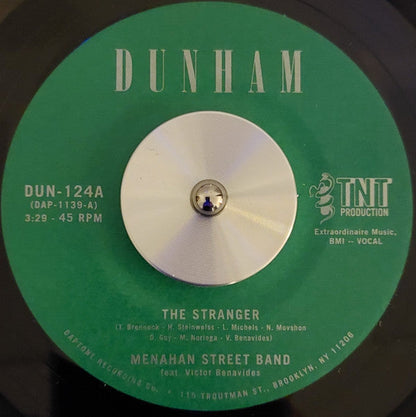 DUNHAM
DUN-124A
(DAP-1139-A)
3:29 - 45 RPM
TNT
PRODUCTION
Extraordinaire Music,
BMI -- VOCAL
THE STRANGER
(T. Brenneck - H. Steinweiss - L. Michels - N. Movshon
D. Guy - M. Noriega - V. Benavides)
MENAHAN STREET BAND
feat. Victor Benavides
DAPTONE RECORDING CO. • 115 TROUTMAN ST., BROOKLYN, NY 11206